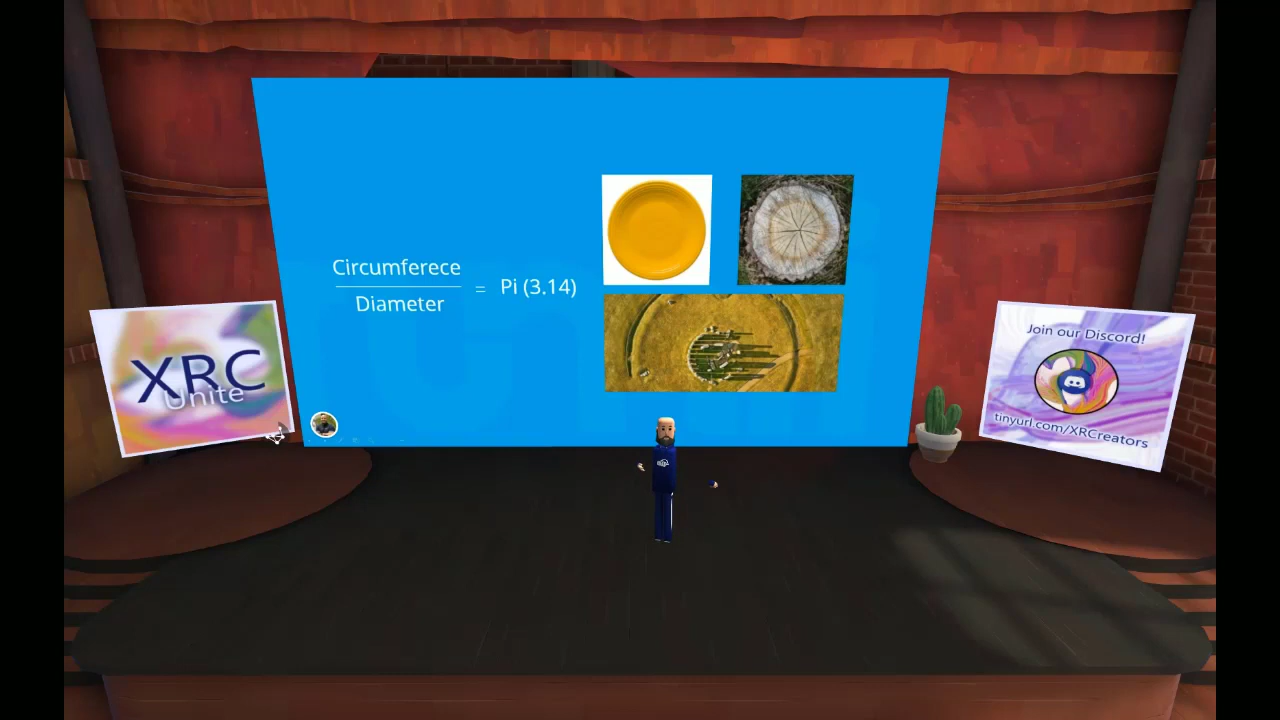 Circumferece
Diameter
= Pi (3.14)
XRC
Unite
Join our Discord!
tinyurl.com/XRCreators